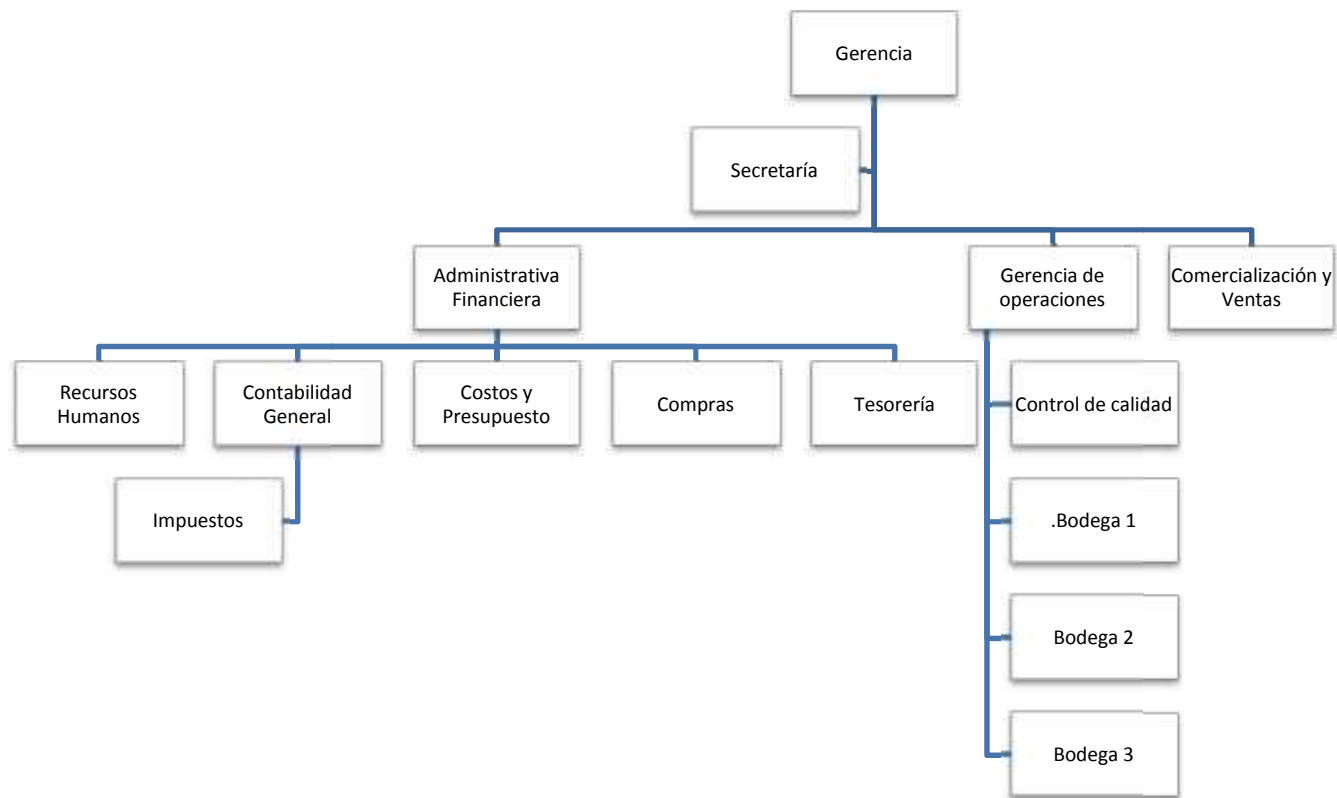 Gerencia
Secretaría
Administrativa
Financiera
Gerencia de
operaciones
Comercialización y
Ventas
Recursos
Humanos
Contabilidad
General
Costos y
Presupuesto
Compras
Tesorería
Control de calidad
Impuestos
.Bodega 1
Bodega 2
Bodega 3